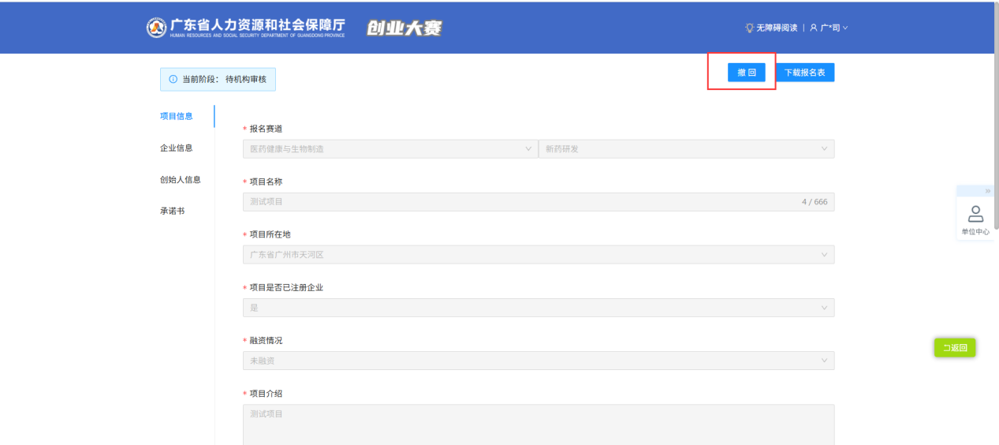 广东省人力资源和社会保障厅
HUMAN RESOURCES AND SOCIAL SECURITY DEPARTMENT OF GUANGDONG PROVINCE
创业大赛
无障碍阅读 | 广*司
当前阶段: 待机构审核
撤 回
下载报名表
项目信息
企业信息
创始人信息
承诺书
* 报名赛道
医药健康与生物制造
新药研发
* 项目名称
测试项目
4 / 666
* 项目所在地
广东省广州市天河区
* 项目是否已注册企业
是
* 融资情况
未融资
* 项目介绍
测试项目
»
单位中心
返回